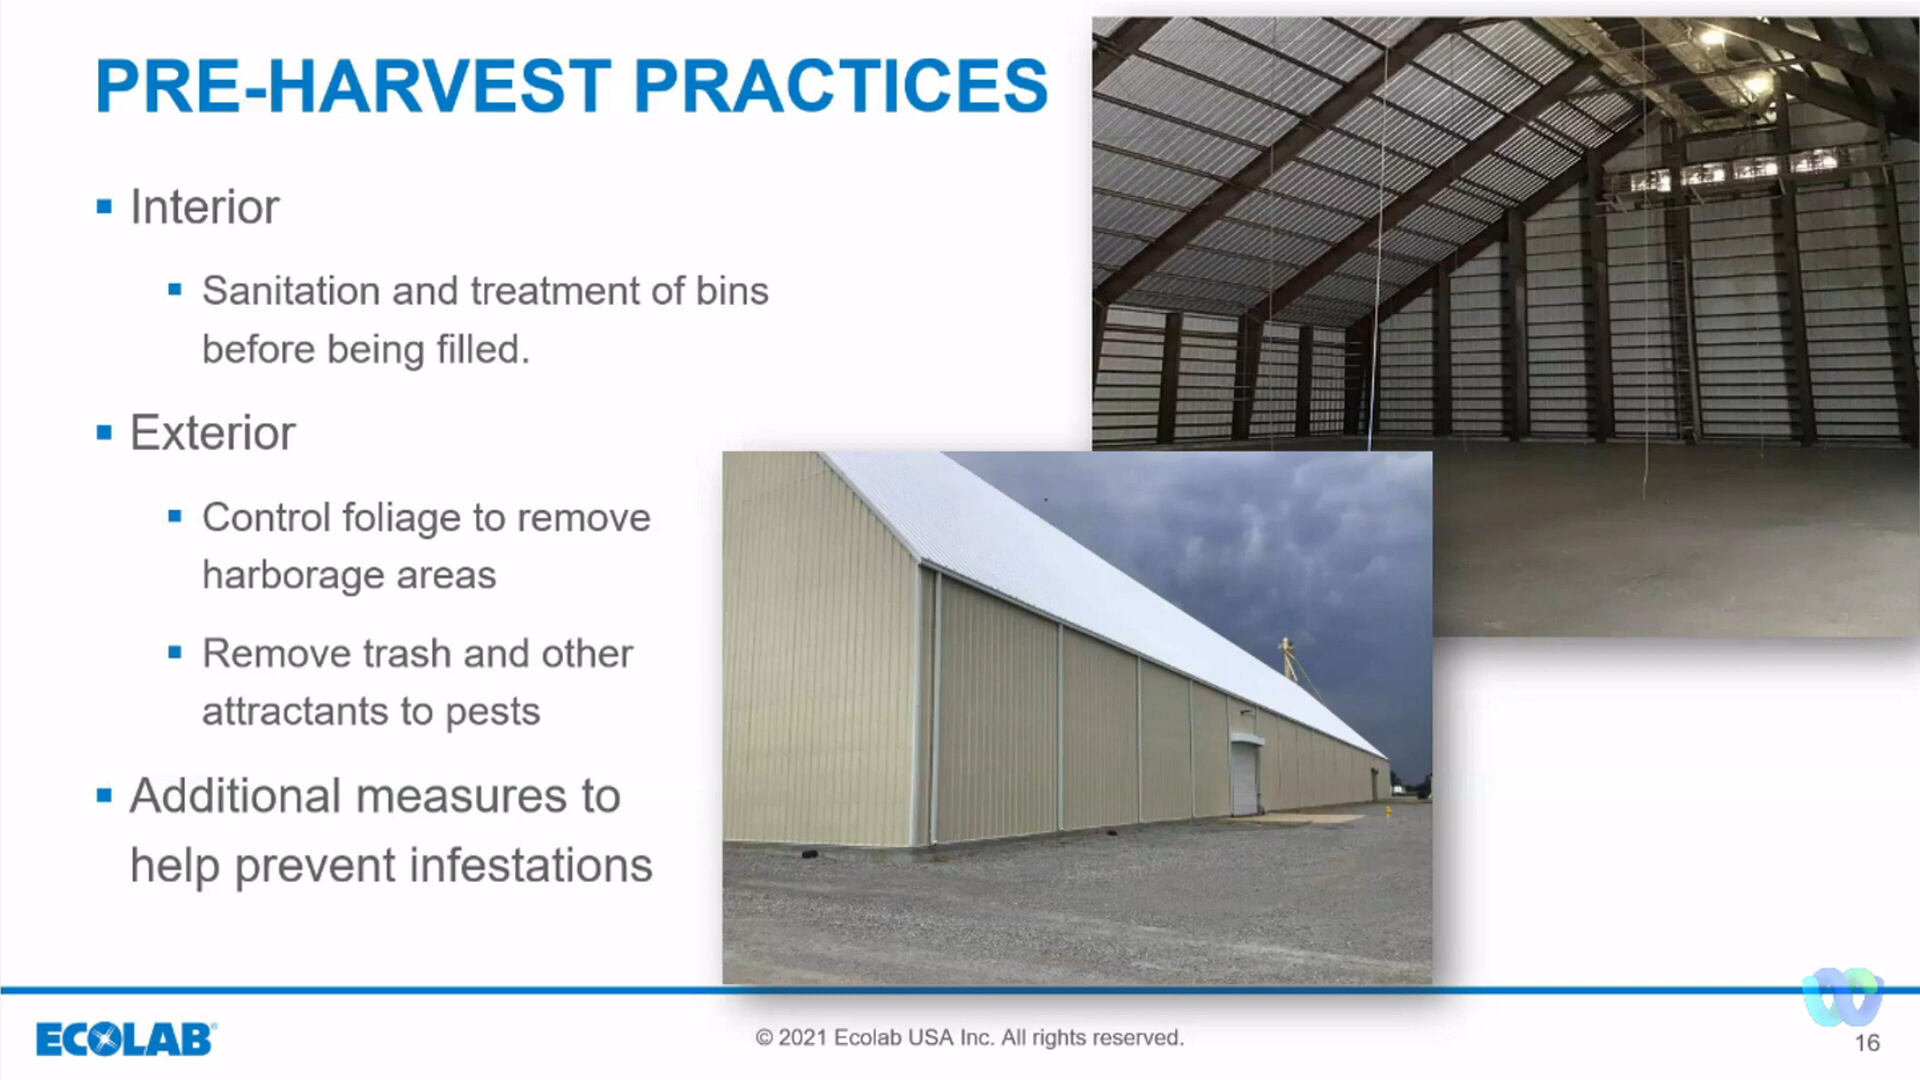 PRE-HARVEST PRACTICES
Interior
Sanitation and treatment of bins
before being filled.
Exterior
Control foliage to remove
harborage areas
Remove trash and other
attractants to pests
Additional measures to
help prevent infestations
ECOLAB®
© 2021 Ecolab USA Inc. All rights reserved.
16